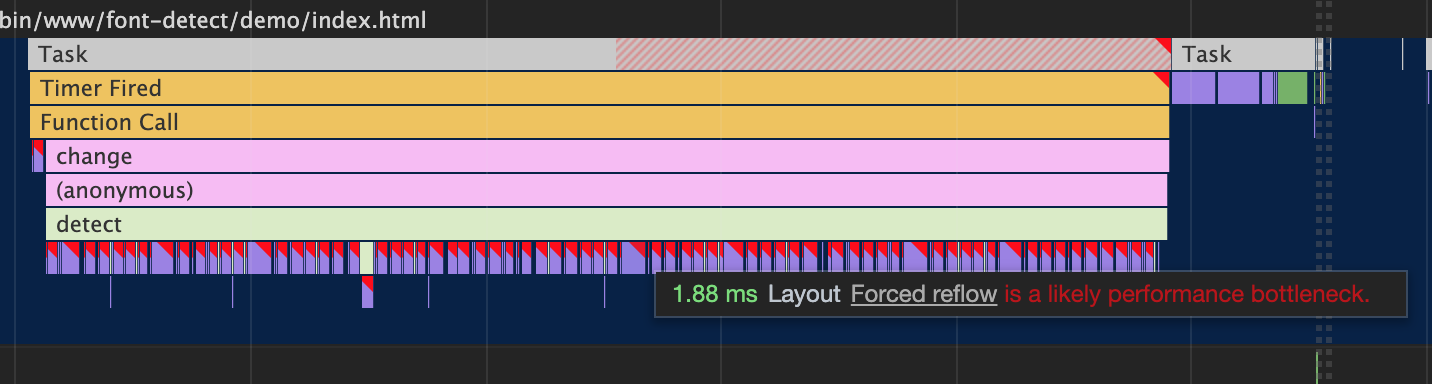 bin/www/font-detect/demo/index.html
Task Task
Timer Fired
Function Call
change
(anonymous)
detect
1.88 ms Layout Forced reflow is a likely performance bottleneck.